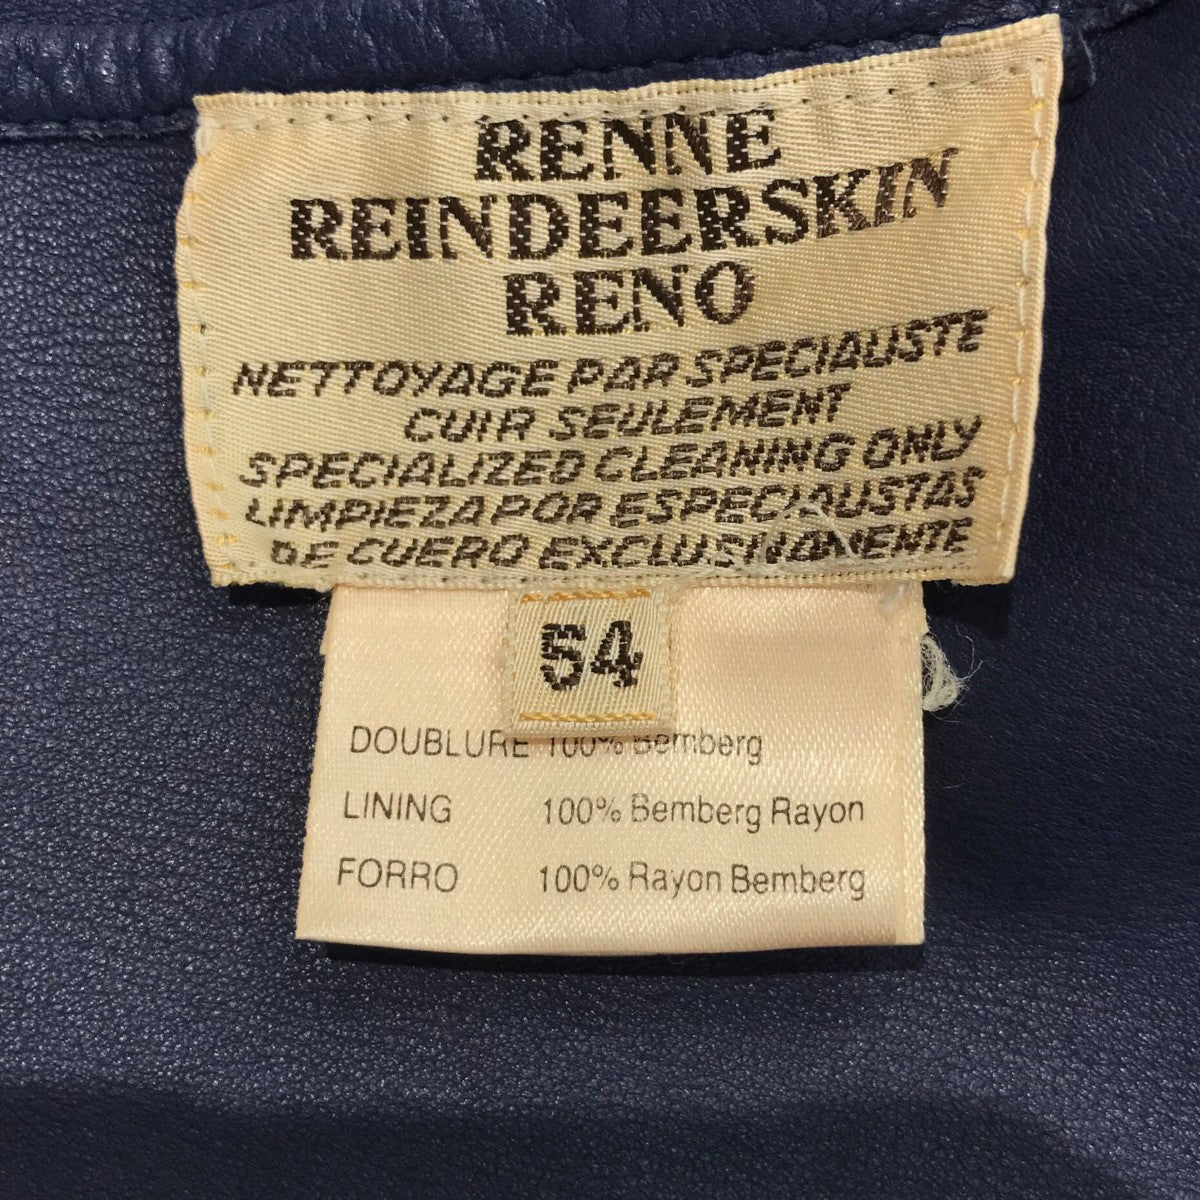 RENNE
REINDEERSKIN
RENO
NETTOYAGE PAR SPECIALISTE
CUIR SEULEMENT
SPECIALIZED CLEANING ONLY
LIMPIEZA POR ESPECIALISTAS
DE CUERO EXCLUSIVAMENTE
54
DOUBLURE 100% Bemberg
LINING 100% Bemberg Rayon
FORRO 100% Rayon Bemberg